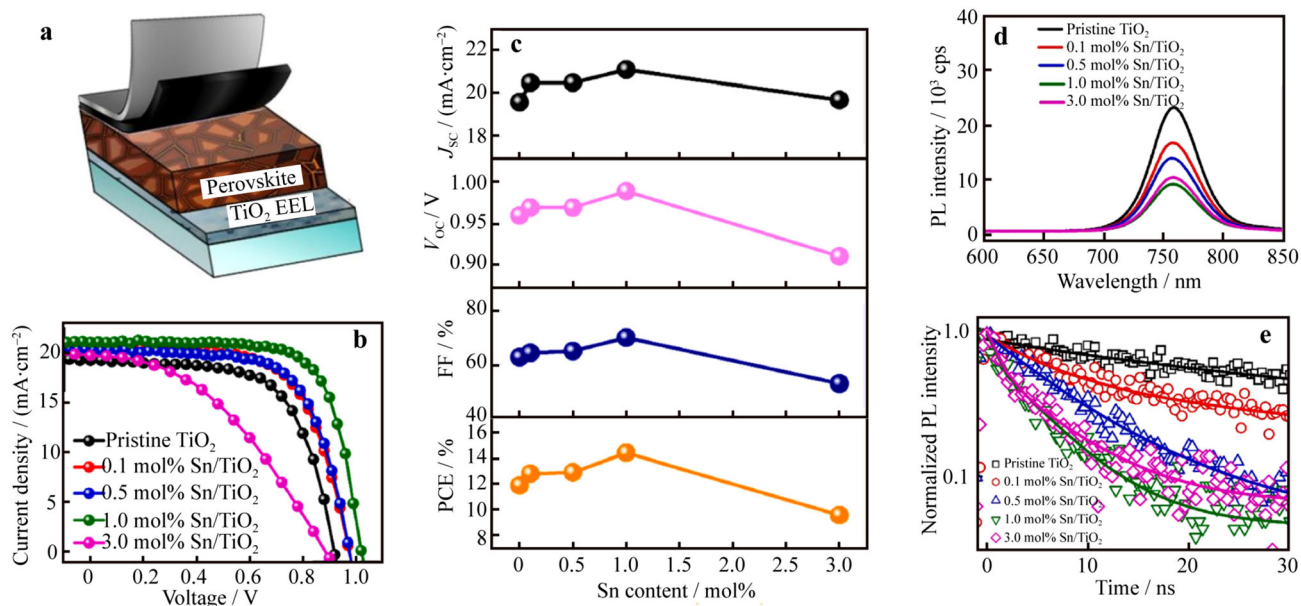 a
Perovskite
TiO₂ EEL
b
20
15
10
5
0
0
0.2
0.4
0.6
0.8
1.0
Current density / (mA·cm⁻²)
Voltage / V
Pristine TiO₂
0.1 mol% Sn/TiO₂
0.5 mol% Sn/TiO₂
1.0 mol% Sn/TiO₂
3.0 mol% Sn/TiO₂
c
22
20
18
J_SC / (mA·cm⁻²)
1.00
0.95
0.90
V_OC / V
80
60
40
FF / %
16
14
12
10
8
PCE / %
0
0.5
1.0
1.5
2.0
2.5
3.0
Sn content / mol%
d
40
30
20
10
0
PL intensity / 10³ cps
600
650
700
750
800
850
Wavelength / nm
Pristine TiO₂
0.1 mol% Sn/TiO₂
0.5 mol% Sn/TiO₂
1.0 mol% Sn/TiO₂
3.0 mol% Sn/TiO₂
e
1.0
0.1
Normalized PL intensity
0
10
20
30
Time / ns
Pristine TiO₂
0.1 mol% Sn/TiO₂
0.5 mol% Sn/TiO₂
1.0 mol% Sn/TiO₂
3.0 mol% Sn/TiO₂